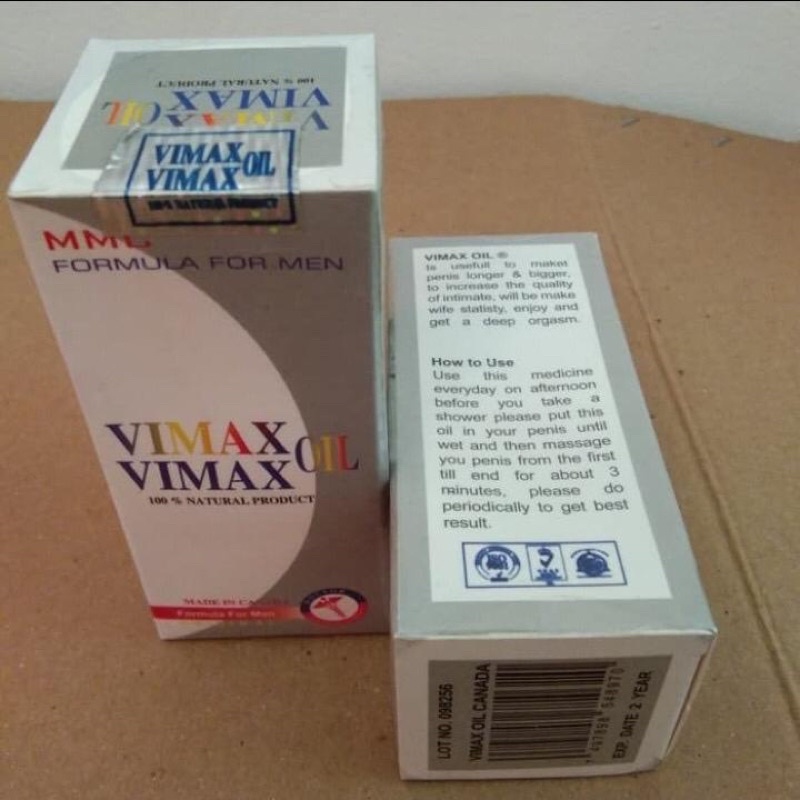 100 % NATURAL PRODUCT
VIMAX OIL
VIMAX
VIMAX OIL
VIMAX
100% NATURAL PRODUCT
FORMULA FOR MEN
VIMAX OIL
VIMAX
100 % NATURAL PRODUCT
MADE IN
Formula For Men
VIMAX OIL ®
Is usefull to maket
penis longer & bigger,
to increase the quality
of intimate, will be make
wife statisty, enjoy and
get a deep orgasm.
How to Use
Use this medicine
everyday on afternoon
before you take a
shower please put this
oil in your penis until
wet and then massage
you penis from the first
till end for about 3
minutes, please do
periodically to get best
result.
LOT NO. 098256
VIMAX OIL CANADA
7 497898 648970
EXP. DATE 2 YEAR